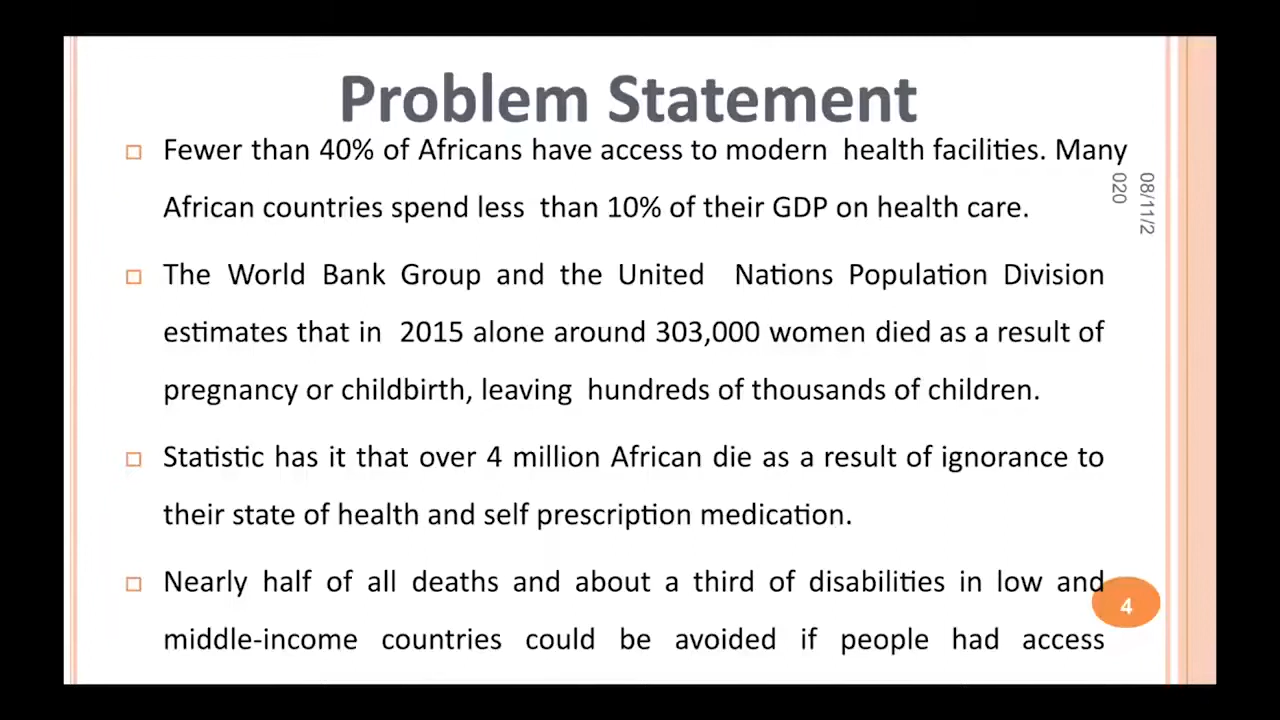 Problem Statement
Fewer than 40% of Africans have access to modern health facilities. Many
African countries spend less than 10% of their GDP on health care.
08/11/2
020
The World Bank Group and the United Nations Population Division
estimates that in 2015 alone around 303,000 women died as a result of
pregnancy or childbirth, leaving hundreds of thousands of children.
Statistic has it that over 4 million African die as a result of ignorance to
their state of health and self prescription medication.
Nearly half of all deaths and about a third of disabilities in low and
middle-income countries could be avoided if people had access
4